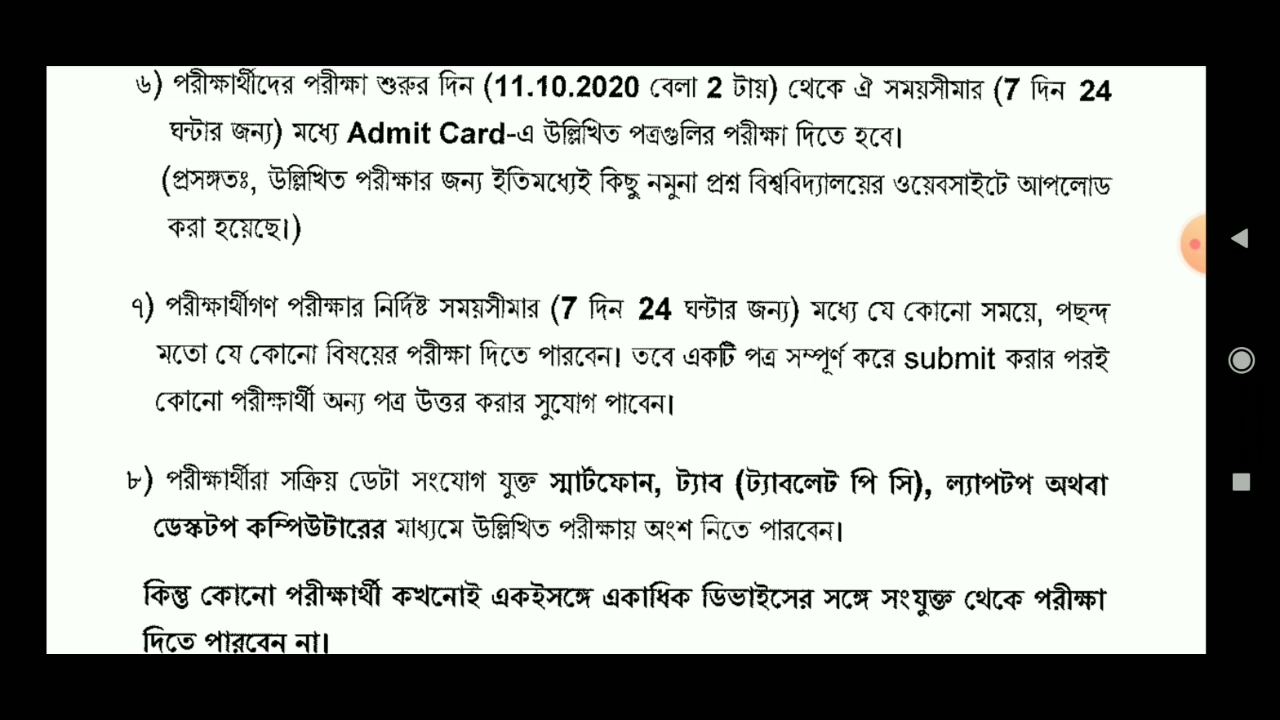 ৬) পরীক্ষার্থীদের পরীক্ষা শুরুর দিন (11.10.2020 বেলা 2 টায়) থেকে ঐ সময়সীমার (7 দিন 24
ঘন্টার জন্য) মধ্যে Admit Card-এ উল্লিখিত পত্রগুলির পরীক্ষা দিতে হবে।
(প্রসঙ্গতঃ, উল্লিখিত পরীক্ষার জন্য ইতিমধ্যেই কিছু নমুনা প্রশ্ন বিশ্ববিদ্যালয়ের ওয়েবসাইটে আপলোড
করা হয়েছে।)
৭) পরীক্ষার্থীগণ পরীক্ষার নির্দিষ্ট সময়সীমার (7 দিন 24 ঘন্টার জন্য) মধ্যে যে কোনো সময়ে, পছন্দ
মতো যে কোনো বিষয়ের পরীক্ষা দিতে পারবেন। তবে একটি পত্র সম্পূর্ণ করে submit করার পরই
কোনো পরীক্ষার্থী অন্য পত্র উত্তর করার সুযোগ পাবেন।
৮) পরীক্ষার্থীরা সক্রিয় ডেটা সংযোগ যুক্ত স্মার্টফোন, ট্যাব (ট্যাবলেট পি সি), ল্যাপটপ অথবা
ডেস্কটপ কম্পিউটারের মাধ্যমে উল্লিখিত পরীক্ষায় অংশ নিতে পারবেন।
কিন্তু কোনো পরীক্ষার্থী কখনোই একইসঙ্গে একাধিক ডিভাইসের সঙ্গে সংযুক্ত থেকে পরীক্ষা
দিতে পারবেন না।